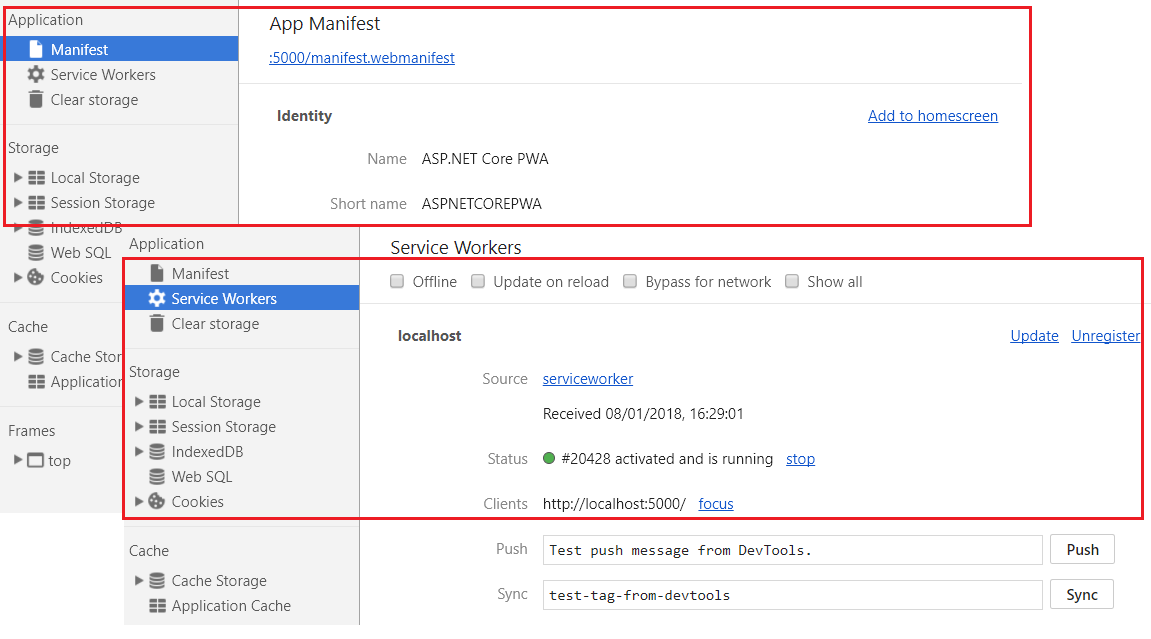 Application
Manifest
Service Workers
Clear storage
Storage
Local Storage
Session Storage
IndexedDB
Web SQL
Cookies
Cache
Cache Stor
Application
Frames
top
App Manifest
:5000/manifest.webmanifest
Identity
Add to homescreen
Name ASP.NET Core PWA
Short name ASPNETCOREPWA
Application
Manifest
Service Workers
Clear storage
Storage
Local Storage
Session Storage
IndexedDB
Web SQL
Cookies
Cache
Cache Storage
Application Cache
Service Workers
Offline Update on reload Bypass for network Show all
localhost Update Unregister
Source serviceworker
Received 08/01/2018, 16:29:01
Status #20428 activated and is running stop
Clients http://localhost:5000/ focus
Push Test push message from DevTools. Push
Sync test-tag-from-devtools Sync